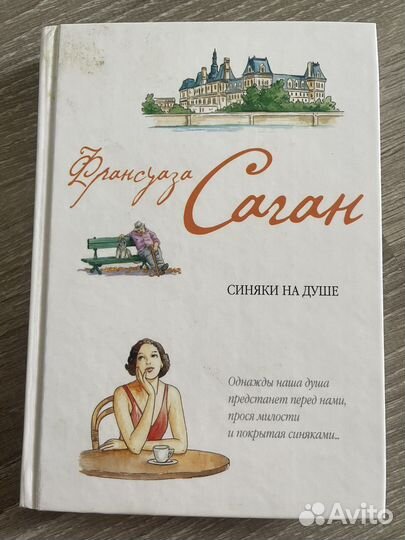 Франсуаза
Саган
СИНЯКИ НА ДУШЕ
Однажды наша душа
предстанет перед нами,
прося милости
и покрытая синяками...
Avito